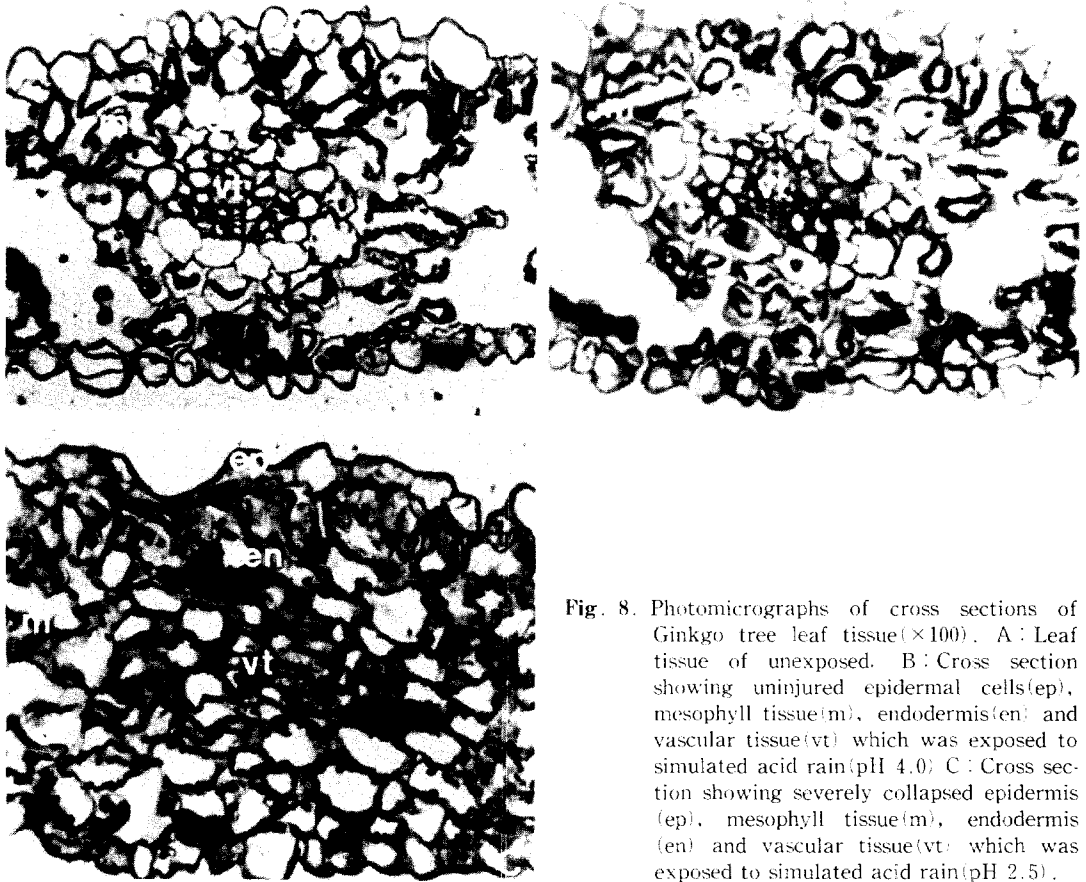 m
vt
vt
ep
en
m
vt
Fig. 8. Photomicrographs of cross sections of
Ginkgo tree leaf tissue(×100). A : Leaf
tissue of unexposed. B : Cross section
showing uninjured epidermal cells(ep),
mesophyll tissue(m), endodermis(en) and
vascular tissue(vt) which was exposed to
simulated acid rain(pH 4.0) C : Cross sec-
tion showing severely collapsed epidermis
(ep), mesophyll tissue(m), endodermis
(en) and vascular tissue(vt) which was
exposed to simulated acid rain(pH 2.5).